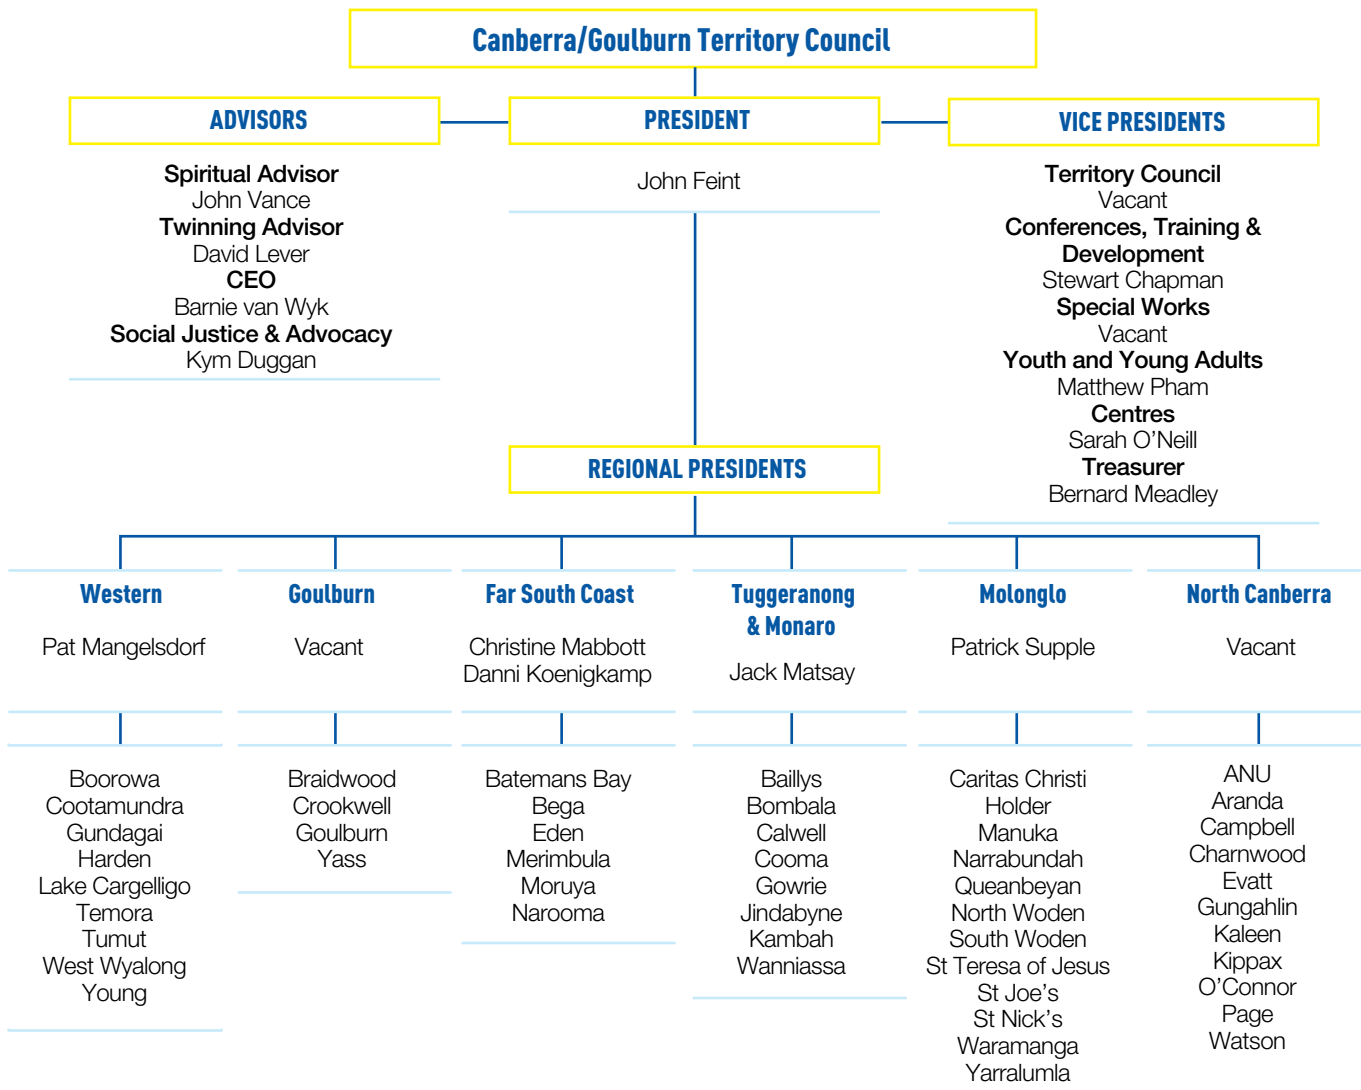 Canberra/Goulburn Territory Council
ADVISORS
Spiritual Advisor
John Vance
Twinning Advisor
David Lever
CEO
Barnie van Wyk
Social Justice & Advocacy
Kym Duggan
PRESIDENT
John Feint
VICE PRESIDENTS
Territory Council
Vacant
Conferences, Training &
Development
Stewart Chapman
Special Works
Vacant
Youth and Young Adults
Matthew Pham
Centres
Sarah O’Neill
Treasurer
Bernard Meadley
REGIONAL PRESIDENTS
Western
Pat Mangelsdorf
Boorowa
Cootamundra
Gundagai
Harden
Lake Cargelligo
Temora
Tumut
West Wyalong
Young
Goulburn
Vacant
Braidwood
Crookwell
Goulburn
Yass
Far South Coast
Christine Mabbott
Danni Koenigkamp
Batemans Bay
Bega
Eden
Merimbula
Moruya
Narooma
Tuggeranong
& Monaro
Jack Matsay
Baillys
Bombala
Calwell
Cooma
Gowrie
Jindabyne
Kambah
Wanniassa
Molonglo
Patrick Supple
Caritas Christi
Holder
Manuka
Narrabundah
Queanbeyan
North Woden
South Woden
St Teresa of Jesus
St Joe’s
St Nick’s
Waramanga
Yarralumla
North Canberra
Vacant
ANU
Aranda
Campbell
Charnwood
Evatt
Gungahlin
Kaleen
Kippax
O’Connor
Page
Watson